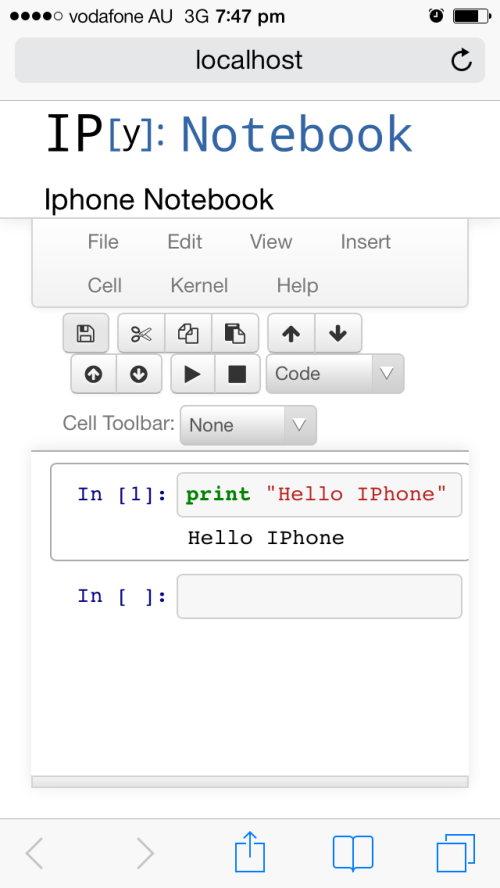 vodafone AU 3G 7:47 pm
localhost
IP[y]: Notebook
Iphone Notebook
File Edit View Insert
Cell Kernel Help
Code
Cell Toolbar: None
In [1]: print "Hello IPhone"
Hello IPhone
In [ ]: